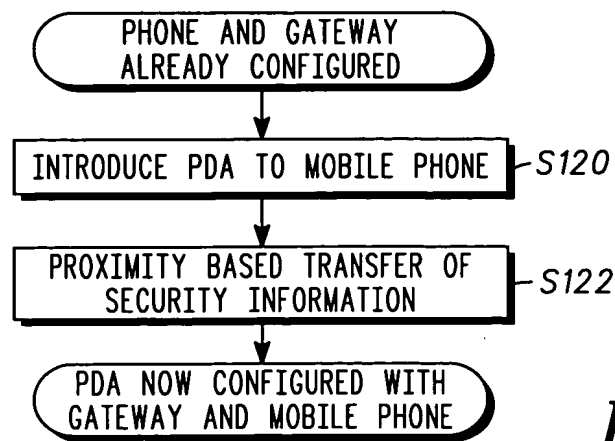 PHONE AND GATEWAY
ALREADY CONFIGURED
INTRODUCE PDA TO MOBILE PHONE
S120
PROXIMITY BASED TRANSFER OF
SECURITY INFORMATION
S122
PDA NOW CONFIGURED WITH
GATEWAY AND MOBILE PHONE